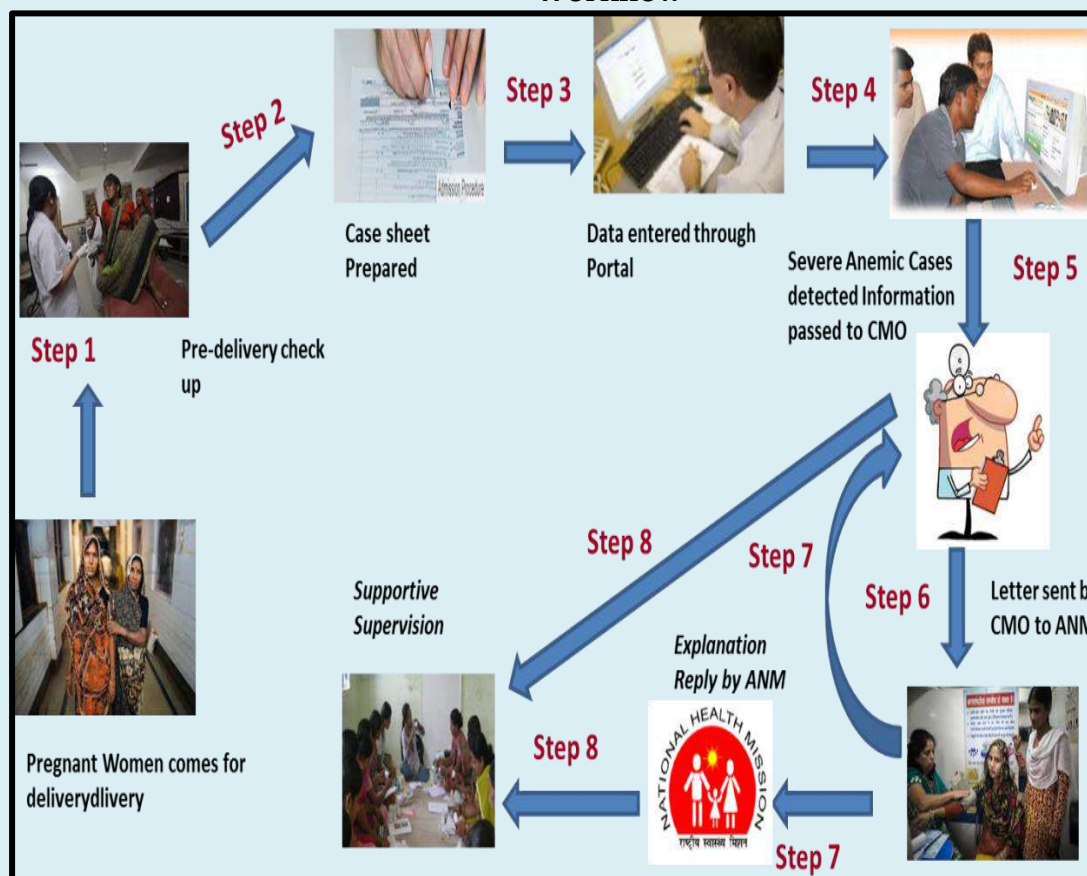 Step 1
Pre-delivery check
up
Step 2
Admission Procedure
Case sheet
Prepared
Step 3
Data entered through
Portal
Step 4
Severe Anemic Cases
detected Information
passed to CMO
Step 5
Step 6
Letter sent b
CMO to ANM
Step 7
Step 8
Supportive
Supervision
Explanation
Reply by ANM
NATIONAL HEALTH MISSION
राष्ट्रीय स्वास्थ्य मिशन
Step 8
Step 7
Pregnant Women comes for
deliverydlivery